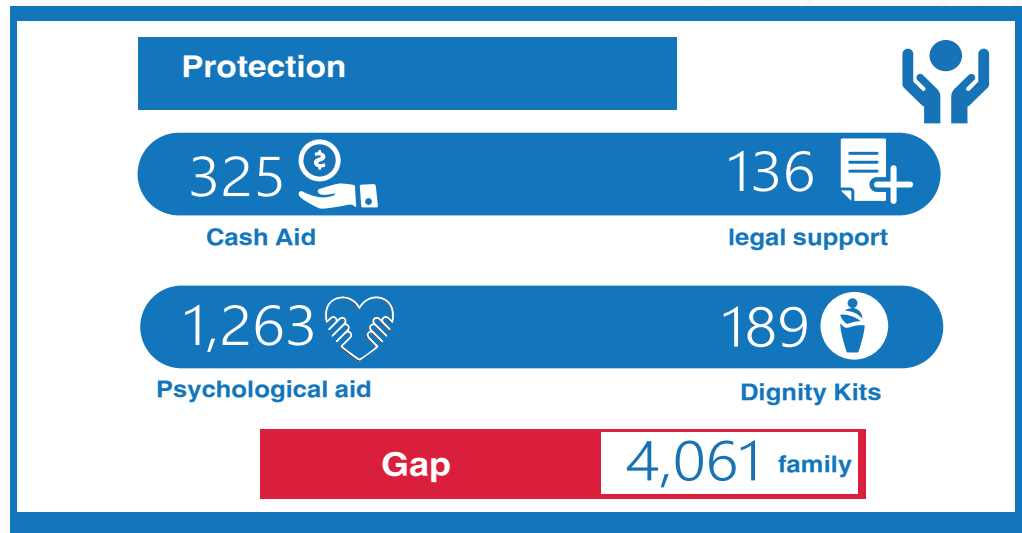 Protection
325
136
Cash Aid
legal support
1,263
189
Psychological aid
Dignity Kits
Gap
4,061 family